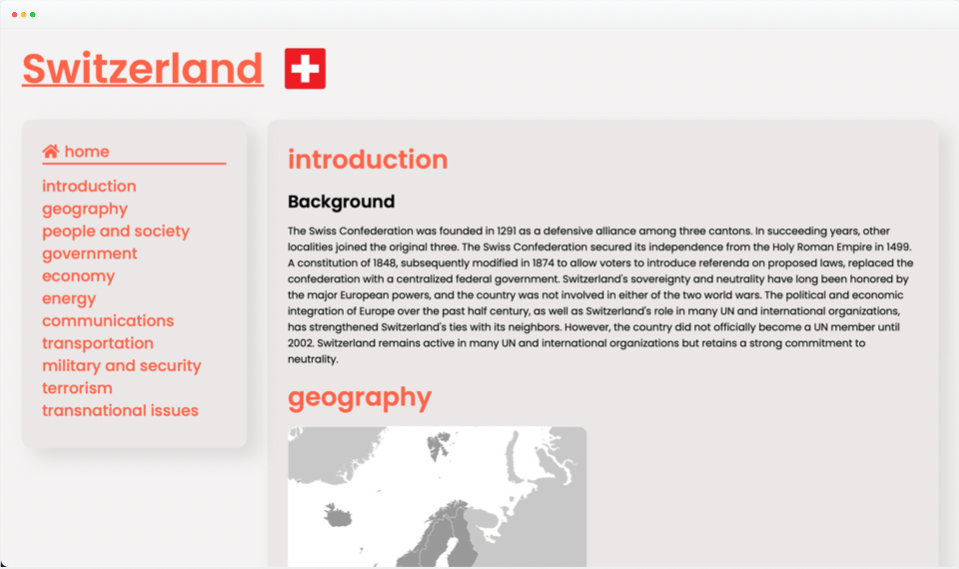 Switzerland
home
introduction
geography
people and society
government
economy
energy
communications
transportation
military and security
terrorism
transnational issues
introduction
Background
The Swiss Confederation was founded in 1291 as a defensive alliance among three cantons. In succeeding years, other
localities joined the original three. The Swiss Confederation secured its independence from the Holy Roman Empire in 1499.
A constitution of 1848, subsequently modified in 1874 to allow voters to introduce referenda on proposed laws, replaced the
confederation with a centralized federal government. Switzerland's sovereignty and neutrality have long been honored by
the major European powers, and the country was not involved in either of the two world wars. The political and economic
integration of Europe over the past half century, as well as Switzerland's role in many UN and international organizations,
has strengthened Switzerland's ties with its neighbors. However, the country did not officially become a UN member until
2002. Switzerland remains active in many UN and international organizations but retains a strong commitment to
neutrality.
geography